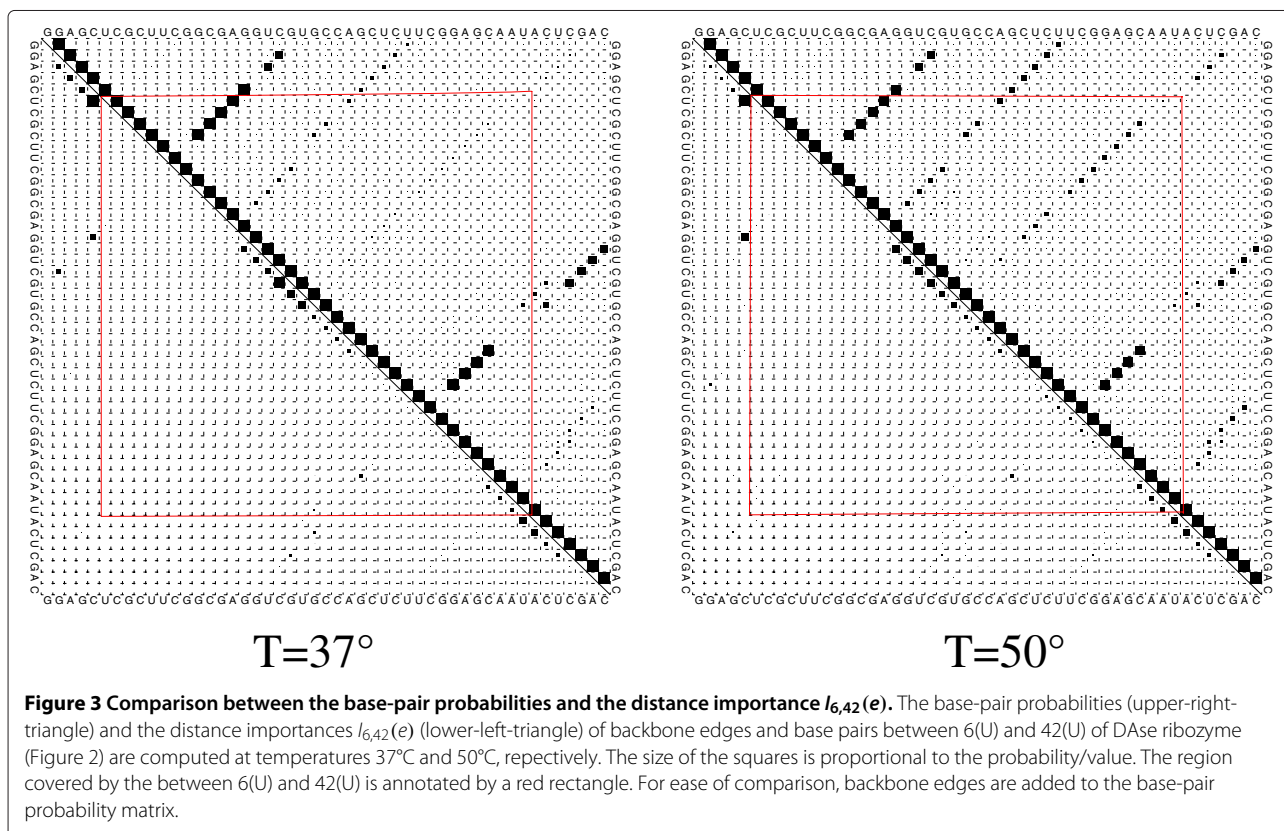 GGAGCUCGCUUCGGCGAGGUCGUGCCAGCUCUUCGGAGCAAUACUCGAC
GGAGCUCGCUUCGGCGAGGUCGUGCCAGCUCUUCGGAGCAAUACUCGAC
GGAGCUCGCUUCGGCGAGGUCGUGCCAGCUCUUCGGAGCAAUACUCGAC
GGAGCUCGCUUCGGCGAGGUCGUGCCAGCUCUUCGGAGCAAUACUCGAC
GGAGCUCGCUUCGGCGAGGUCGUGCCAGCUCUUCGGAGCAAUACUCGAC
GGAGCUCGCUUCGGCGAGGUCGUGCCAGCUCUUCGGAGCAAUACUCGAC
GGAGCUCGCUUCGGCGAGGUCGUGCCAGCUCUUCGGAGCAAUACUCGAC
GGAGCUCGCUUCGGCGAGGUCGUGCCAGCUCUUCGGAGCAAUACUCGAC
T=37°
T=50°
Figure 3 Comparison between the base-pair probabilities and the distance importance I6,42(e). The base-pair probabilities (upper-right-
triangle) and the distance importances I6,42(e) (lower-left-triangle) of backbone edges and base pairs between 6(U) and 42(U) of DAse ribozyme
(Figure 2) are computed at temperatures 37°C and 50°C, repectively. The size of the squares is proportional to the probability/value. The region
covered by the between 6(U) and 42(U) is annotated by a red rectangle. For ease of comparison, backbone edges are added to the base-pair
probability matrix.